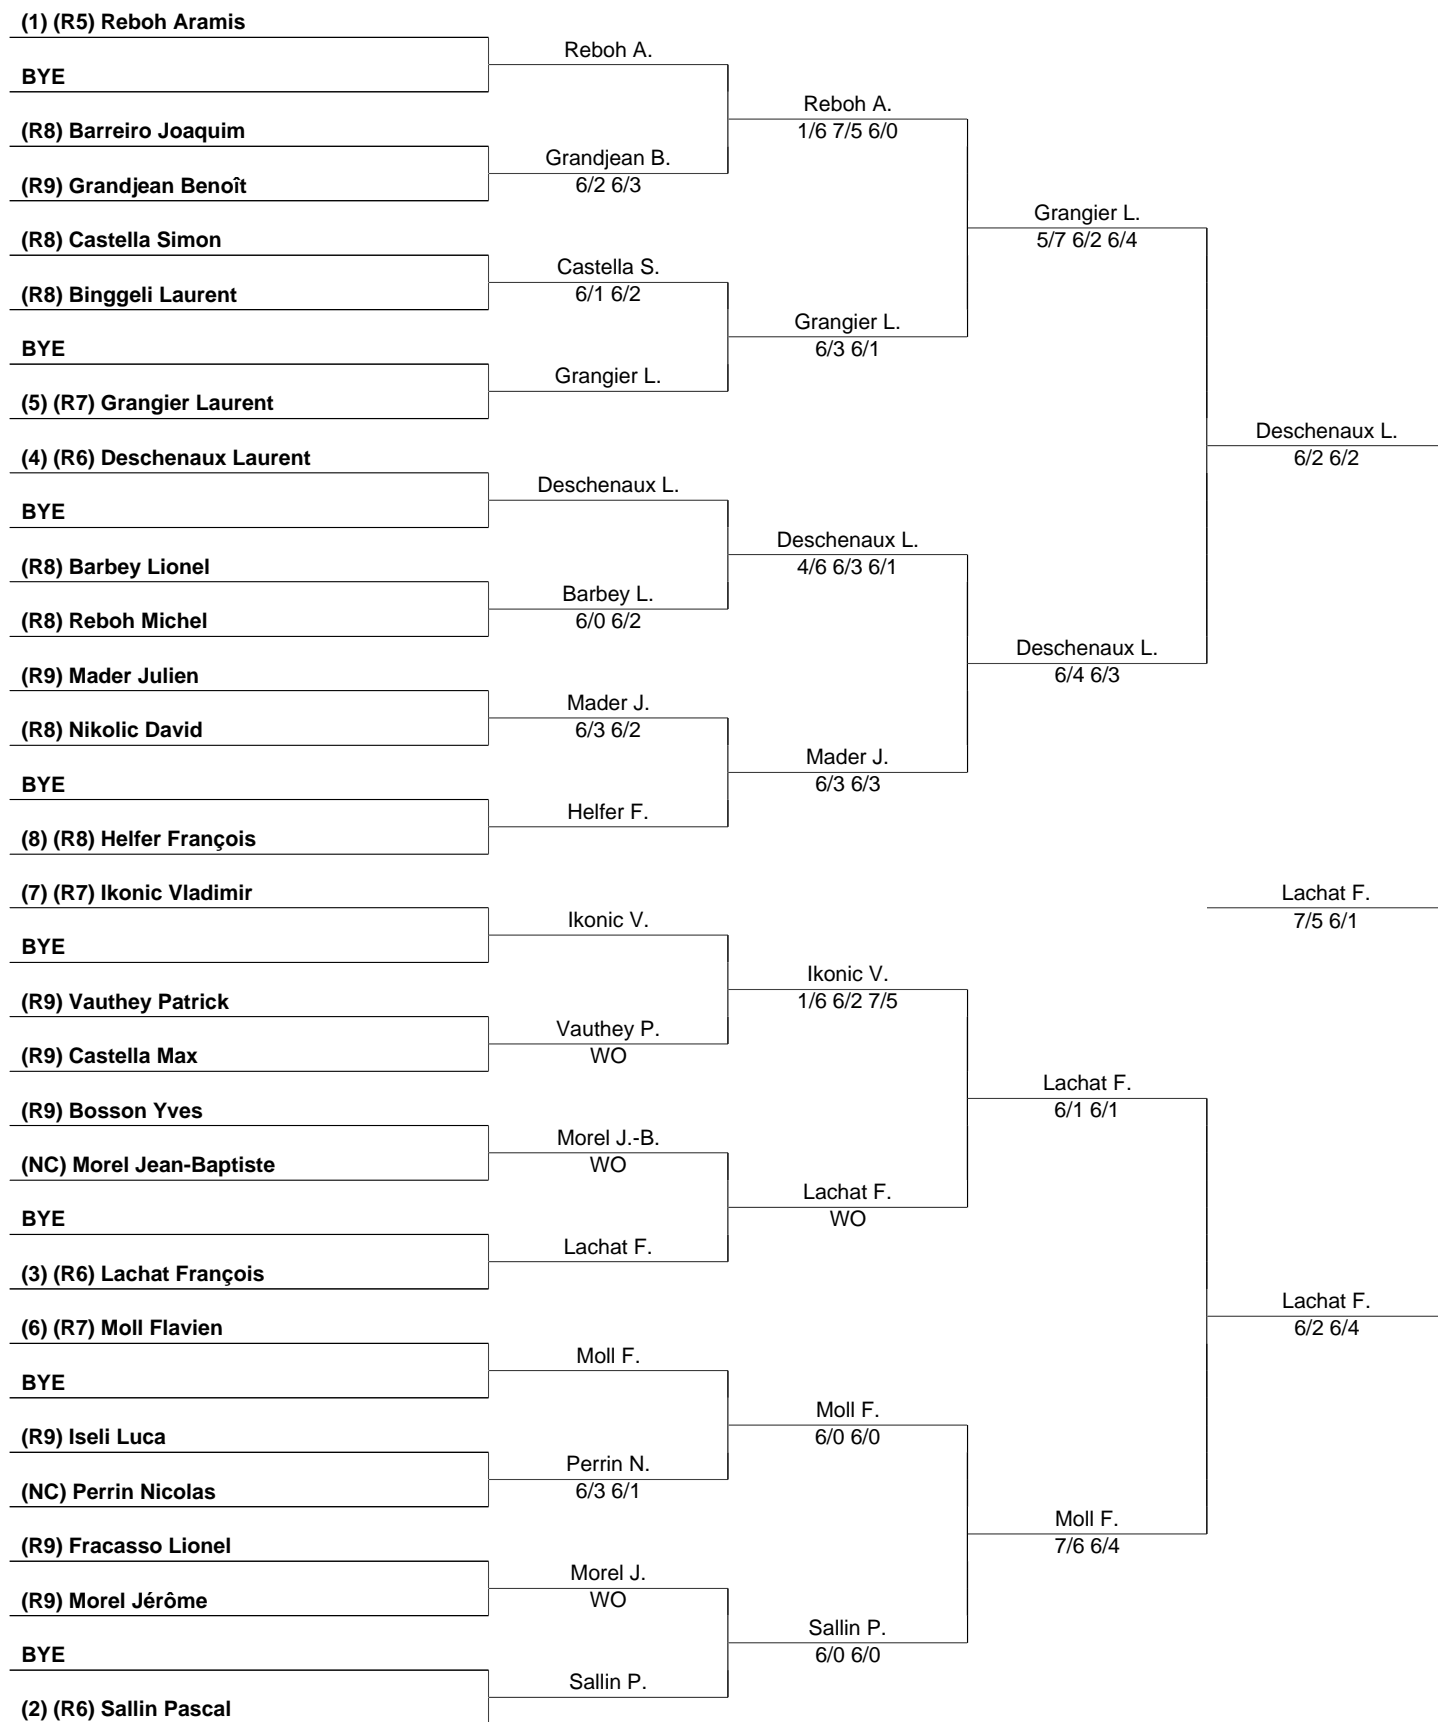 (1) (R5) Reboh Aramis
BYE
(R8) Barreiro Joaquim
(R9) Grandjean Benoît
(R8) Castella Simon
(R8) Binggeli Laurent
BYE
(5) (R7) Grangier Laurent
(4) (R6) Deschenaux Laurent
BYE
(R8) Barbey Lionel
(R8) Reboh Michel
(R9) Mader Julien
(R8) Nikolic David
BYE
(8) (R8) Helfer François
(7) (R7) Ikonic Vladimir
BYE
(R9) Vauthey Patrick
(R9) Castella Max
(R9) Bosson Yves
(NC) Morel Jean-Baptiste
BYE
(3) (R6) Lachat François
(6) (R7) Moll Flavien
BYE
(R9) Iseli Luca
(NC) Perrin Nicolas
(R9) Fracasso Lionel
(R9) Morel Jérôme
BYE
(2) (R6) Sallin Pascal
Reboh A.
Grandjean B.
6/2 6/3
Castella S.
6/1 6/2
Grangier L.
Deschenaux L.
Barbey L.
6/0 6/2
Mader J.
6/3 6/2
Helfer F.
Ikonic V.
Vauthey P.
WO
Morel J.-B.
WO
Lachat F.
Moll F.
Perrin N.
6/3 6/1
Morel J.
WO
Sallin P.
Reboh A.
1/6 7/5 6/0
Grangier L.
6/3 6/1
Deschenaux L.
4/6 6/3 6/1
Mader J.
6/3 6/3
Ikonic V.
1/6 6/2 7/5
Lachat F.
WO
Moll F.
6/0 6/0
Sallin P.
6/0 6/0
Grangier L.
5/7 6/2 6/4
Deschenaux L.
6/4 6/3
Lachat F.
6/1 6/1
Moll F.
7/6 6/4
Deschenaux L.
6/2 6/2
Lachat F.
7/5 6/1
Lachat F.
6/2 6/4